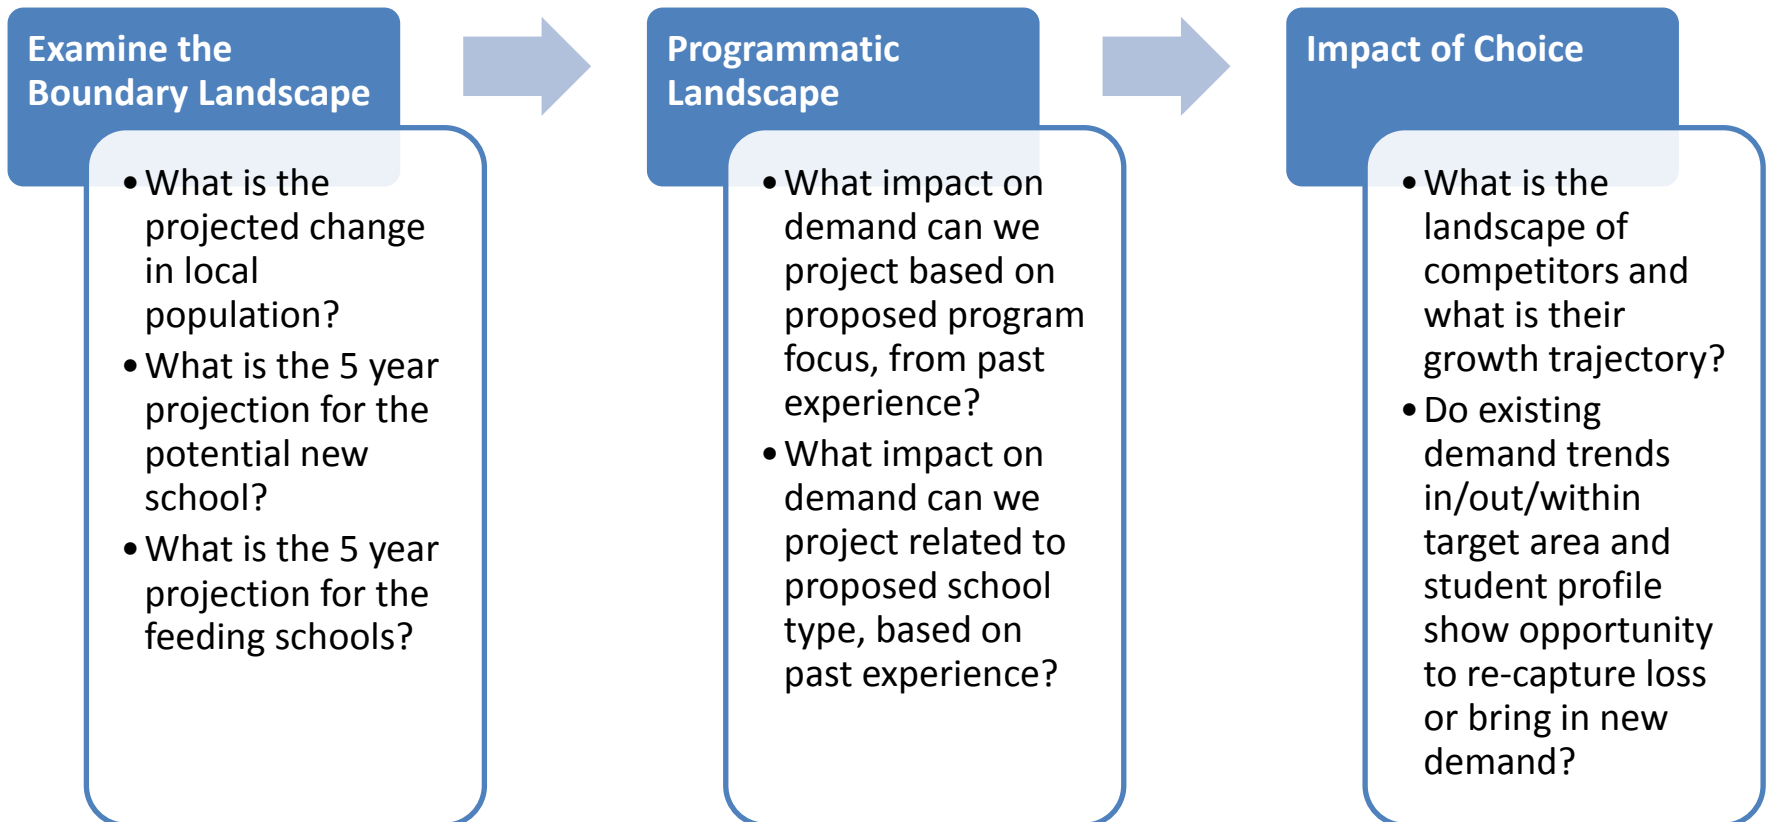 Examine the
Boundary Landscape
• What is the
projected change
in local
population?
• What is the 5 year
projection for the
potential new
school?
• What is the 5 year
projection for the
feeding schools?
Programmatic
Landscape
• What impact on
demand can we
project based on
proposed program
focus, from past
experience?
• What impact on
demand can we
project related to
proposed school
type, based on
past experience?
Impact of Choice
• What is the
landscape of
competitors and
what is their
growth trajectory?
• Do existing
demand trends
in/out/within
target area and
student profile
show opportunity
to re-capture loss
or bring in new
demand?